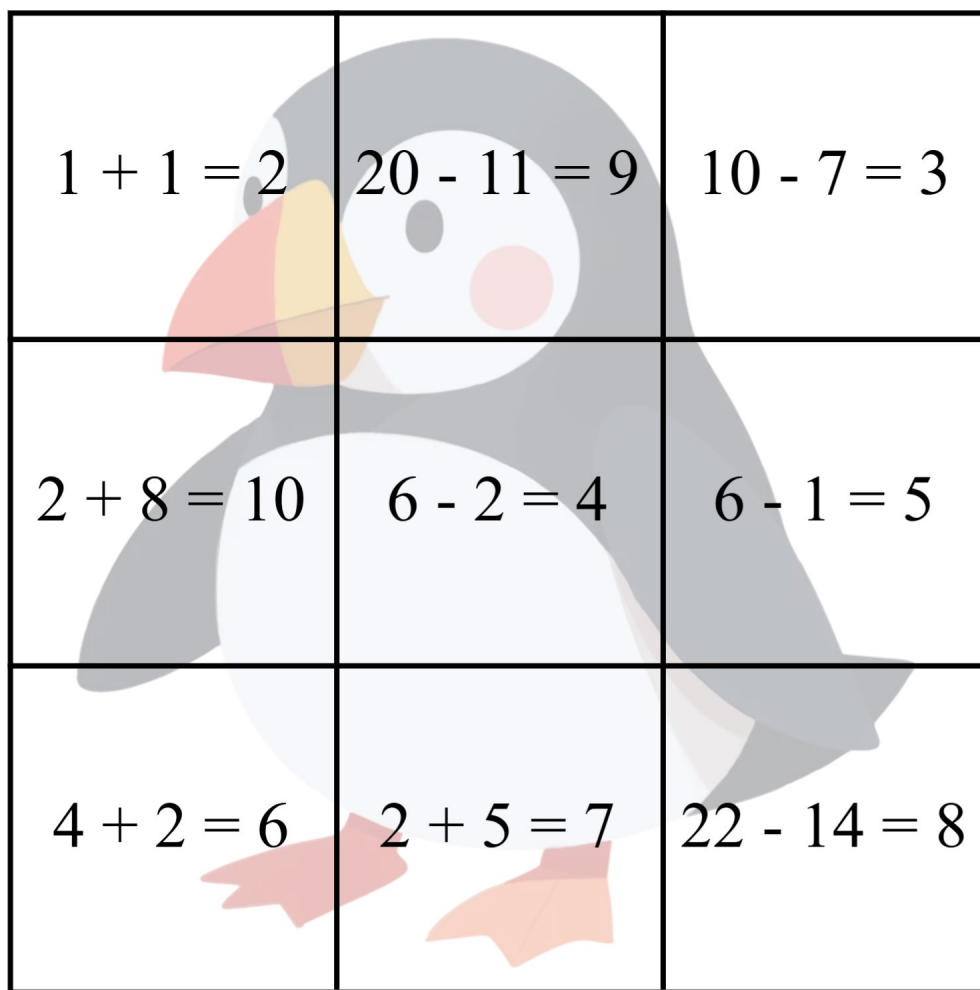 1 + 1 = 2
20 - 11 = 9
10 - 7 = 3
2 + 8 = 10
6 - 2 = 4
6 - 1 = 5
4 + 2 = 6
2 + 5 = 7
22 - 14 = 8